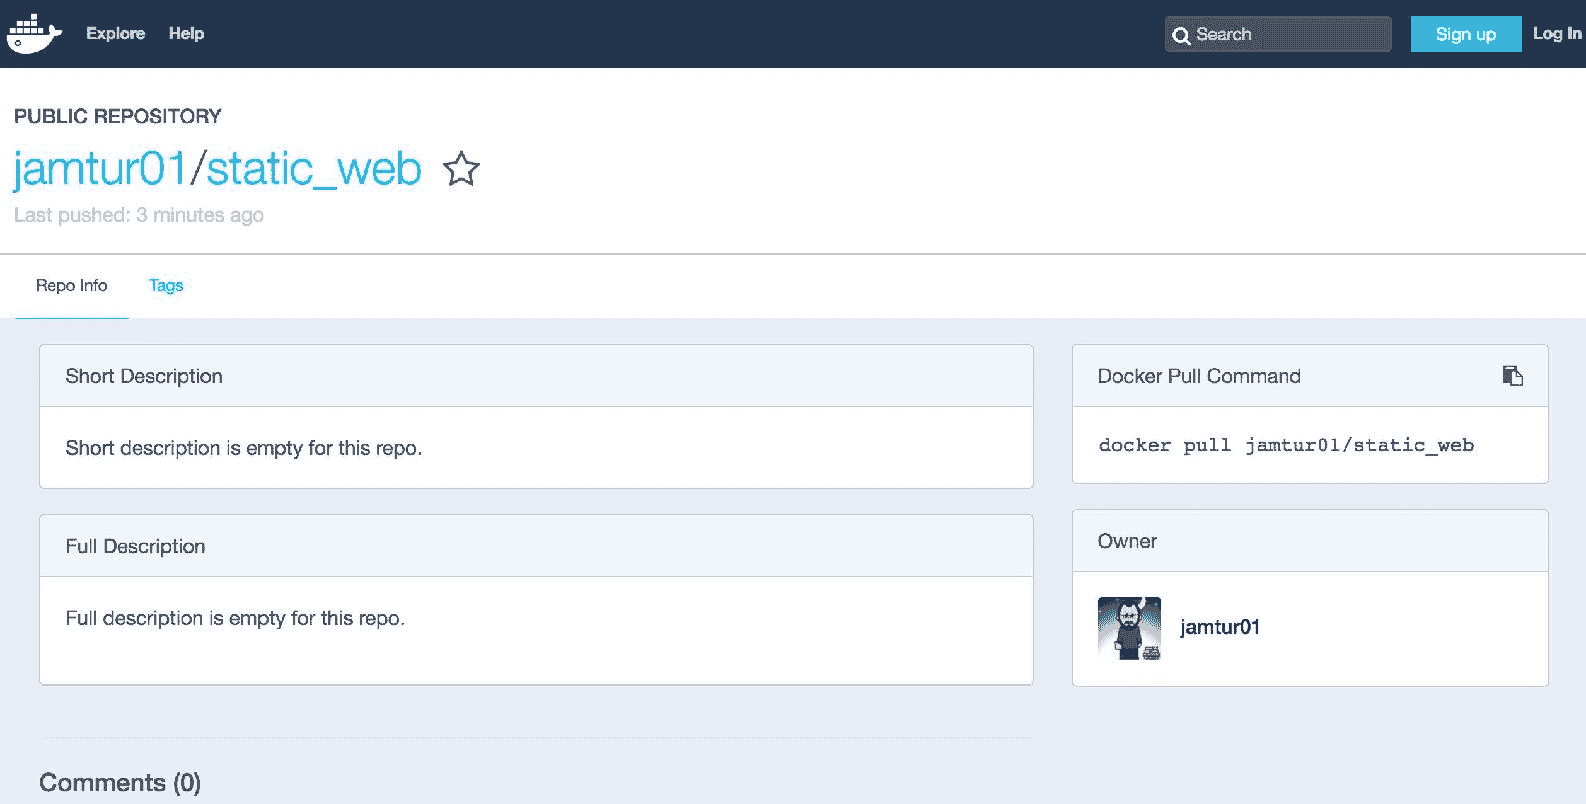 Explore Help Search Sign up Log In
PUBLIC REPOSITORY
jamtur01/static_web
Last pushed: 3 minutes ago
Repo Info Tags
Short Description
Short description is empty for this repo.
Full Description
Full description is empty for this repo.
Docker Pull Command
docker pull jamtur01/static_web
Owner
jamtur01
Comments (0)